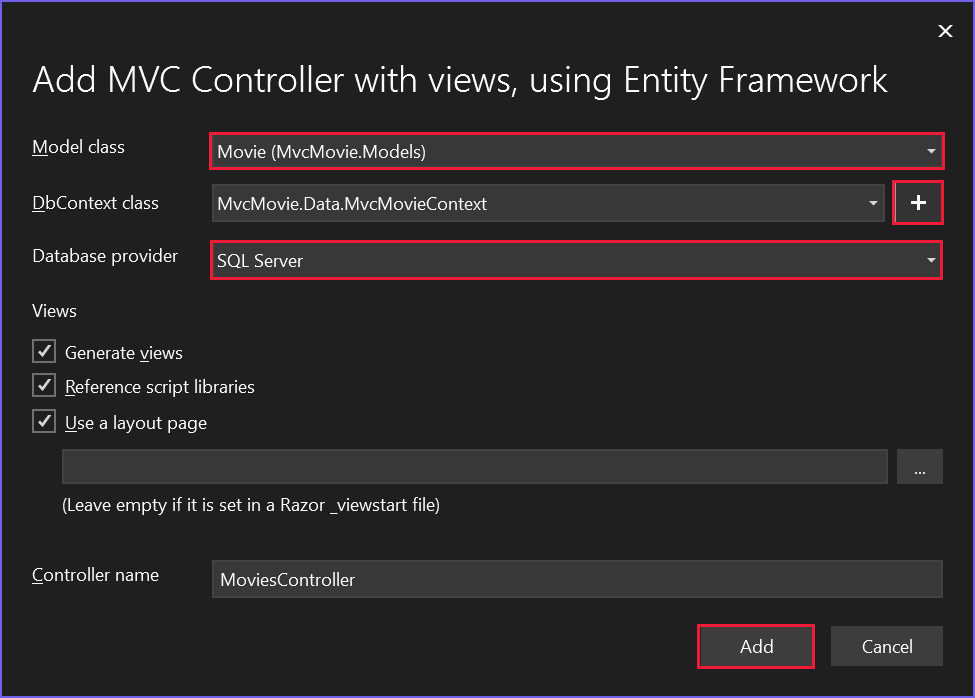 Add MVC Controller with views, using Entity Framework
Model class
Movie (MvcMovie.Models)
DbContext class
MvcMovie.Data.MvcMovieContext
+
Database provider
SQL Server
Views
Generate views
Reference script libraries
Use a layout page
...
(Leave empty if it is set in a Razor _viewstart file)
Controller name
MoviesController
Add
Cancel